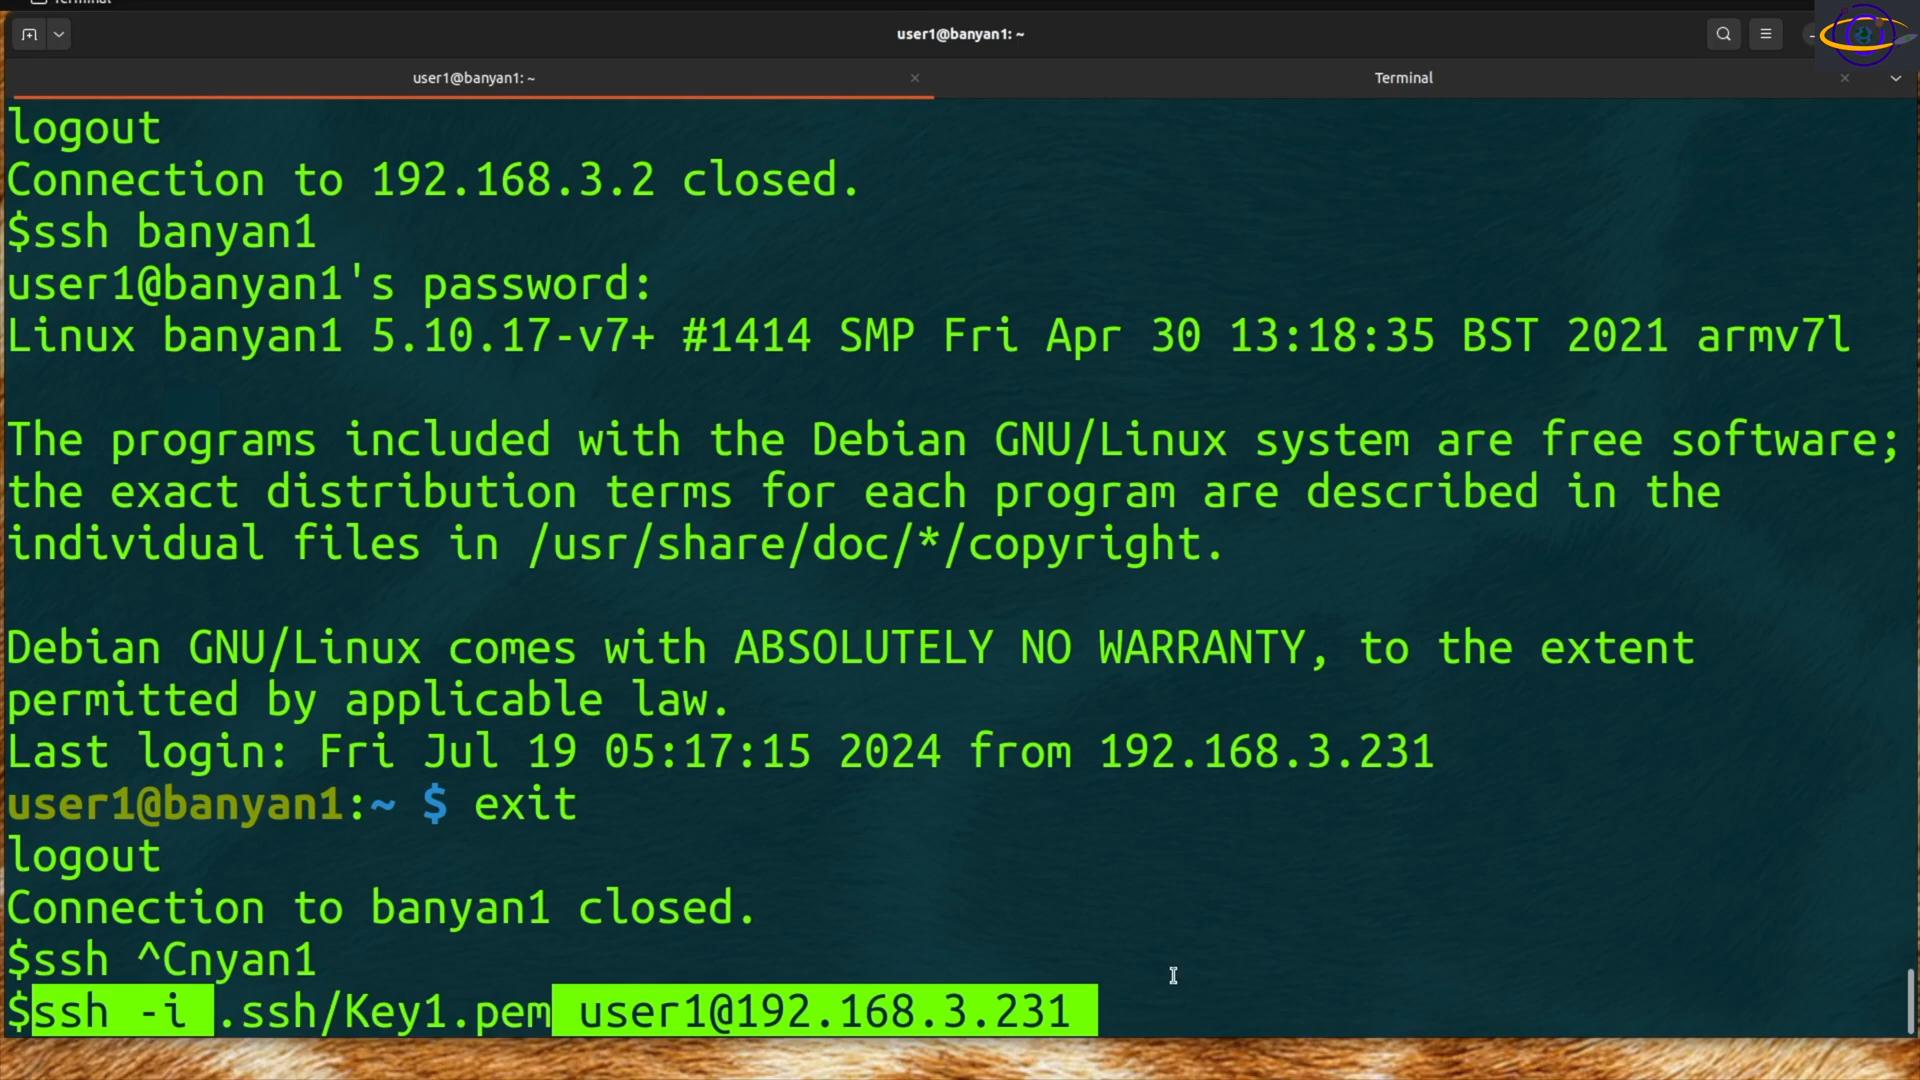 Terminal
user1@banyan1: ~
user1@banyan1: ~
Terminal
logout
Connection to 192.168.3.2 closed.
$ssh banyan1
user1@banyan1's password:
Linux banyan1 5.10.17-v7+ #1414 SMP Fri Apr 30 13:18:35 BST 2021 armv7l
The programs included with the Debian GNU/Linux system are free software;
the exact distribution terms for each program are described in the
individual files in /usr/share/doc/*/copyright.
Debian GNU/Linux comes with ABSOLUTELY NO WARRANTY, to the extent
permitted by applicable law.
Last login: Fri Jul 19 05:17:15 2024 from 192.168.3.231
user1@banyan1:~ $ exit
logout
Connection to banyan1 closed.
$ssh ^Cnyan1
$ssh -i .ssh/Key1.pem user1@192.168.3.231